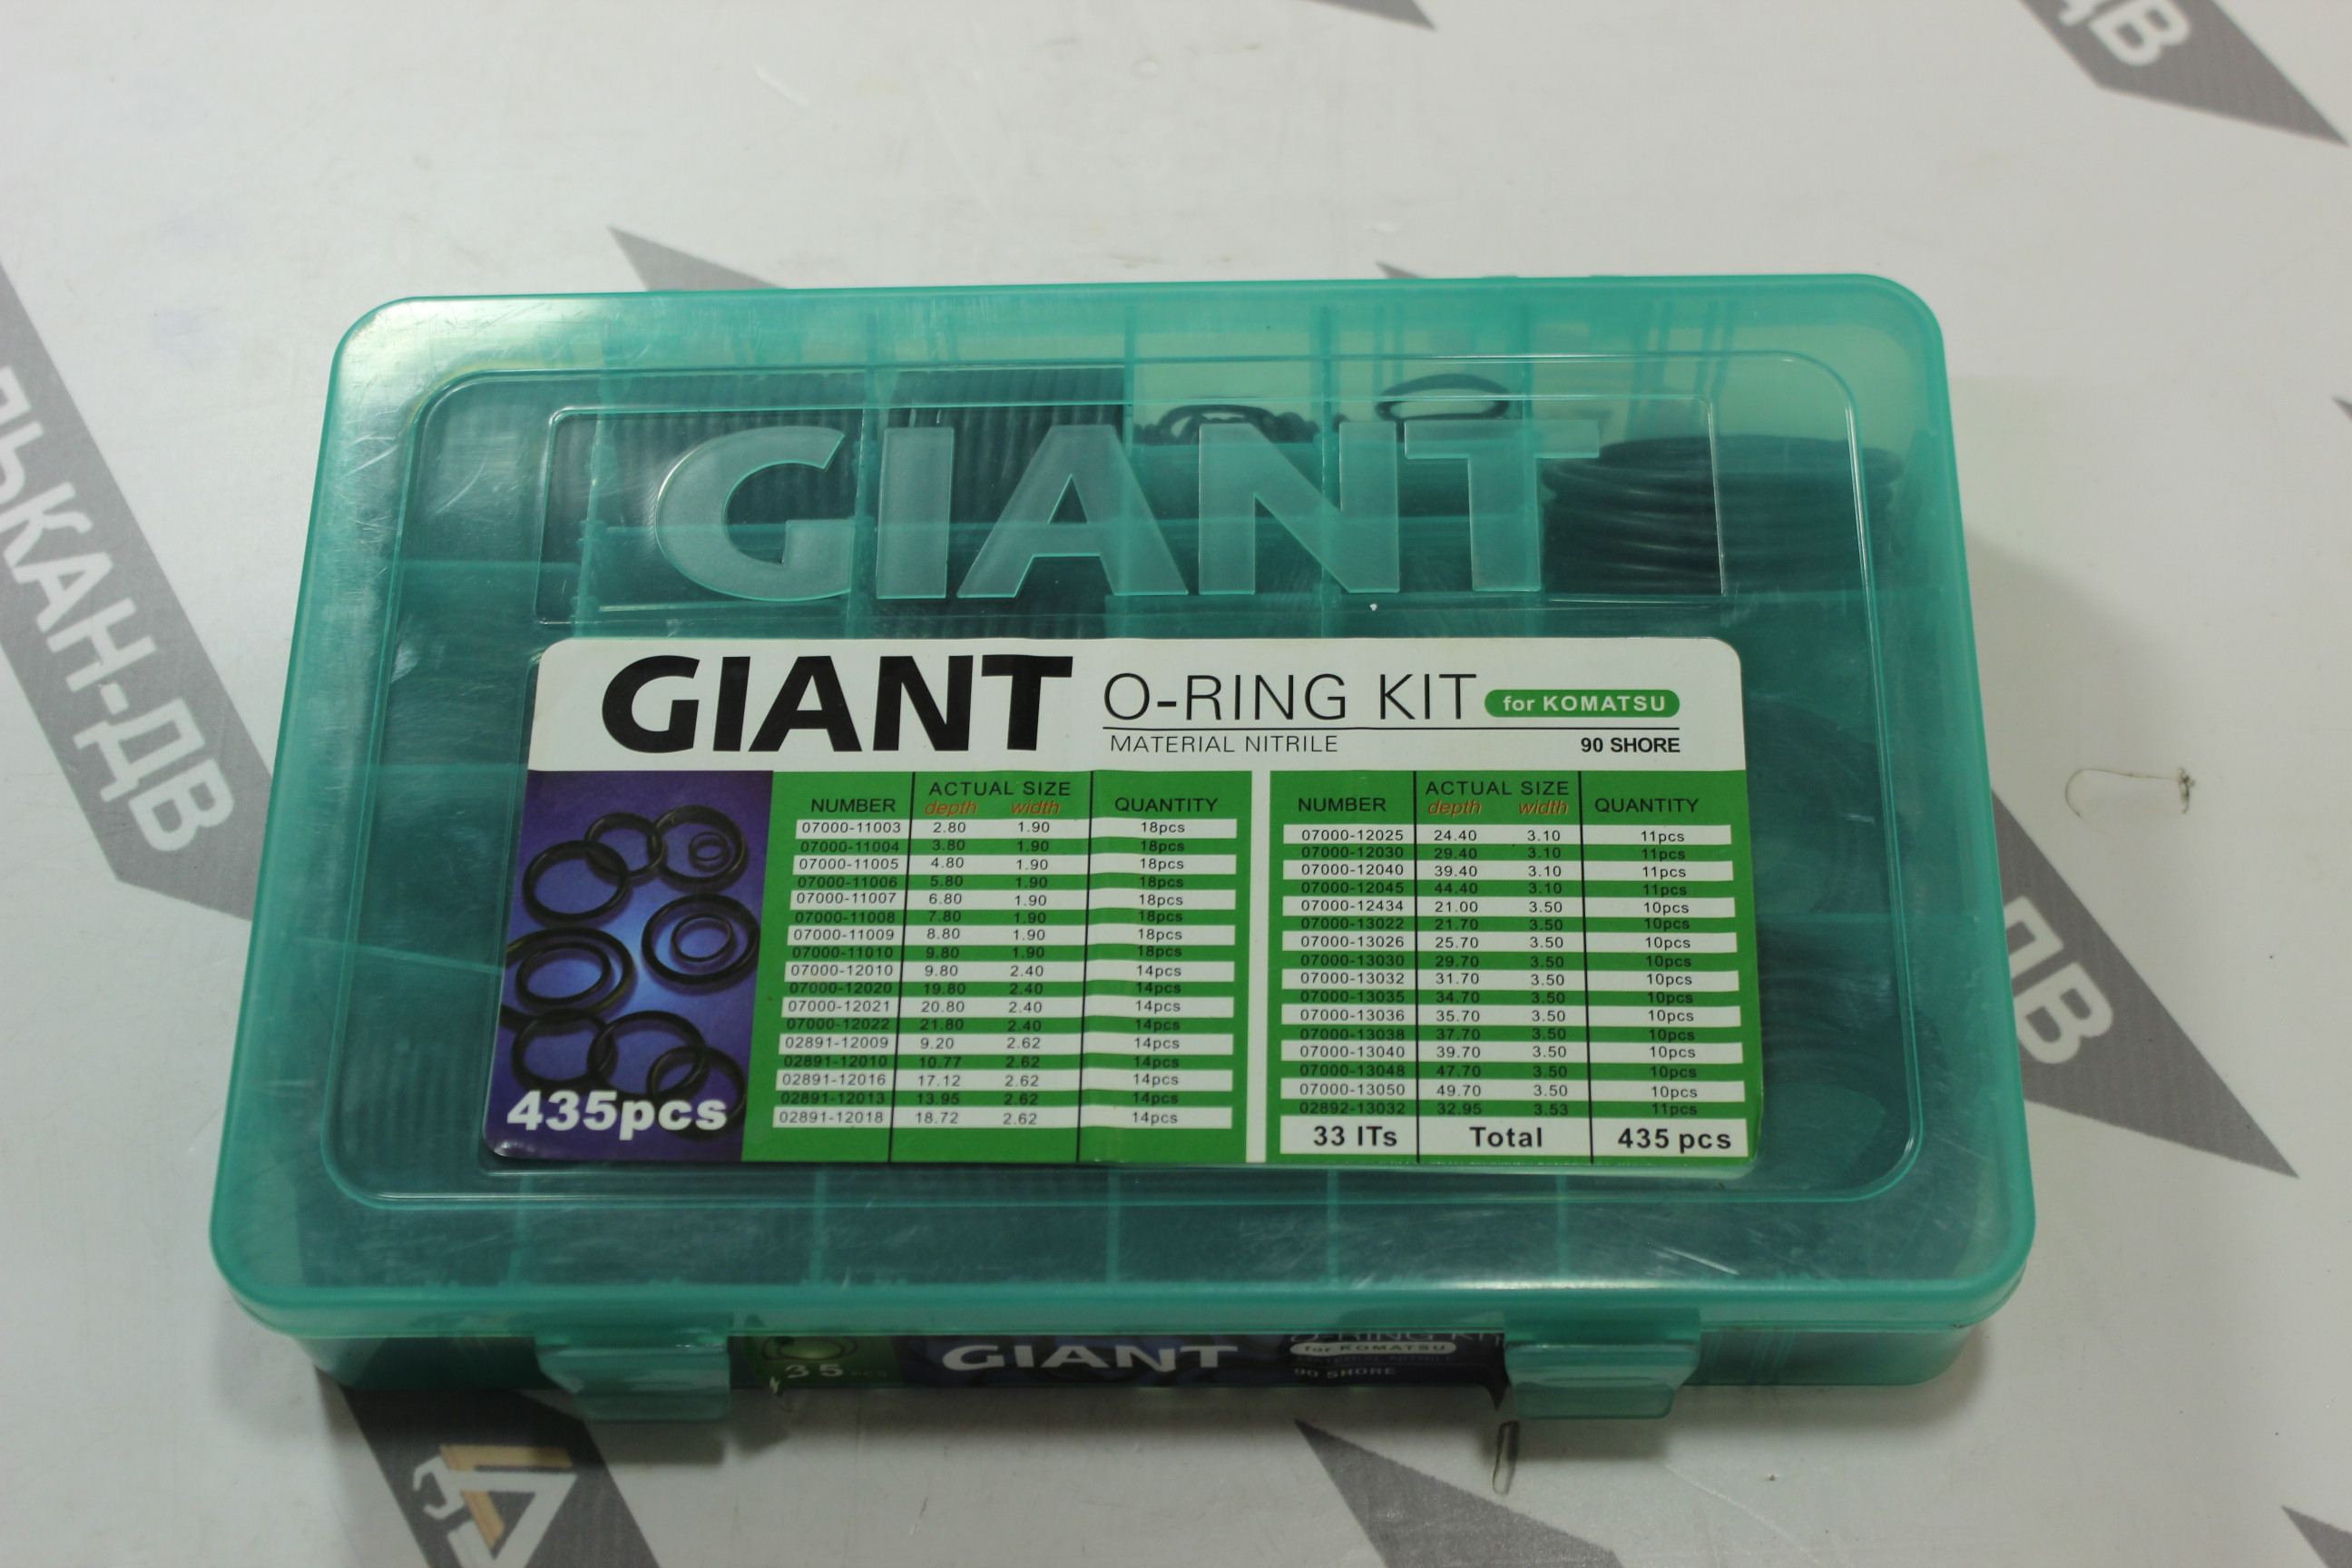 ДВ
ЛЬКАН-ДВ
GIANT
GIANT O-RING KIT for KOMATSU
MATERIAL NITRILE 90 SHORE
ACTUAL SIZE
NUMBER depth width QUANTITY
07000-11003 2.80 1.90 18pcs
07000-11004 3.80 1.90 18pcs
07000-11005 4.80 1.90 18pcs
07000-11006 5.80 1.90 18pcs
07000-11007 6.80 1.90 18pcs
07000-11008 7.80 1.90 18pcs
07000-11009 8.80 1.90 18pcs
07000-11010 9.80 1.90 18pcs
07000-12010 9.80 2.40 14pcs
07000-12020 19.80 2.40 14pcs
07000-12021 20.80 2.40 14pcs
07000-12022 21.80 2.40 14pcs
02891-12009 9.20 2.62 14pcs
02891-12010 10.77 2.62 14pcs
02891-12016 17.12 2.62 14pcs
02891-12013 13.95 2.62 14pcs
02891-12018 18.72 2.62 14pcs
435pcs
ACTUAL SIZE
NUMBER depth width QUANTITY
07000-12025 24.40 3.10 11pcs
07000-12030 29.40 3.10 11pcs
07000-12040 39.40 3.10 11pcs
07000-12045 44.40 3.10 11pcs
07000-12434 21.00 3.50 10pcs
07000-13022 21.70 3.50 10pcs
07000-13026 25.70 3.50 10pcs
07000-13030 29.70 3.50 10pcs
07000-13032 31.70 3.50 10pcs
07000-13035 34.70 3.50 10pcs
07000-13036 35.70 3.50 10pcs
07000-13038 37.70 3.50 10pcs
07000-13040 39.70 3.50 10pcs
07000-13048 47.70 3.50 10pcs
07000-13050 49.70 3.50 10pcs
02892-13032 32.95 3.53 11pcs
33 ITs Total 435 pcs
ДВ
35 PCS
GIANT
O-RING KIT
for KOMATSU
MATERIAL NITRILE
90 SHORE